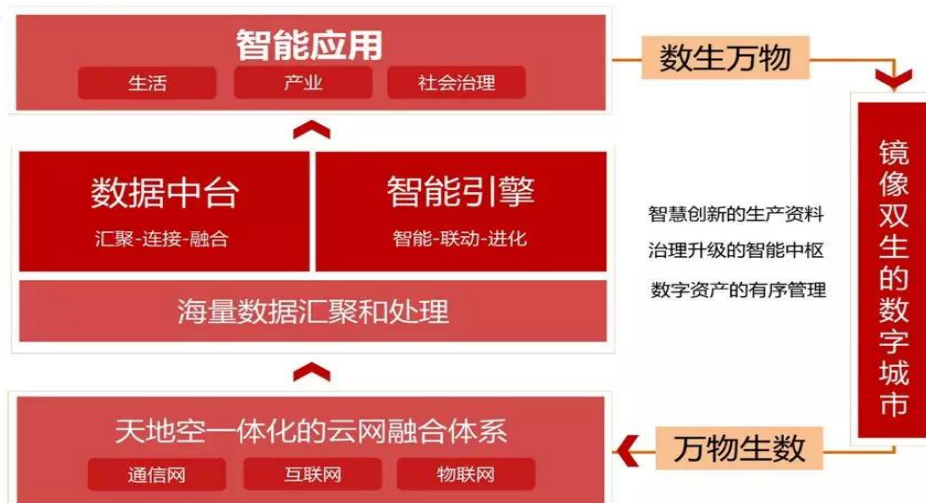 智能应用
生活
产业
社会治理
数生万物
数据中台
汇聚-连接-融合
智能引擎
智能-联动-进化
海量数据汇聚和处理
智慧创新的生产资料
治理升级的智能中枢
数字资产的有序管理
镜像双生的数字城市
天地空一体化的云网融合体系
通信网
互联网
物联网
万物生数